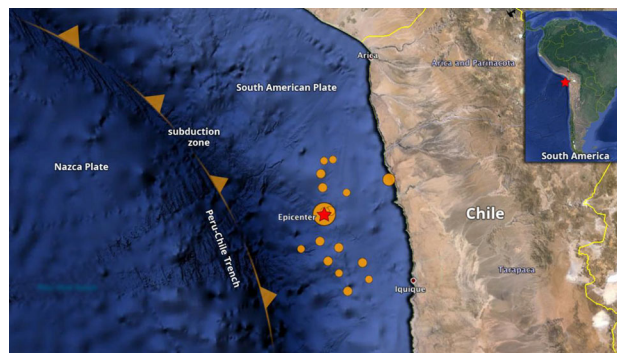 Arica
Arica and Parinacota
South American Plate
subduction
zone
Nazca Plate
South America
Epicenter
Chile
Peru-Chile Trench
Tarapaca
Iquique